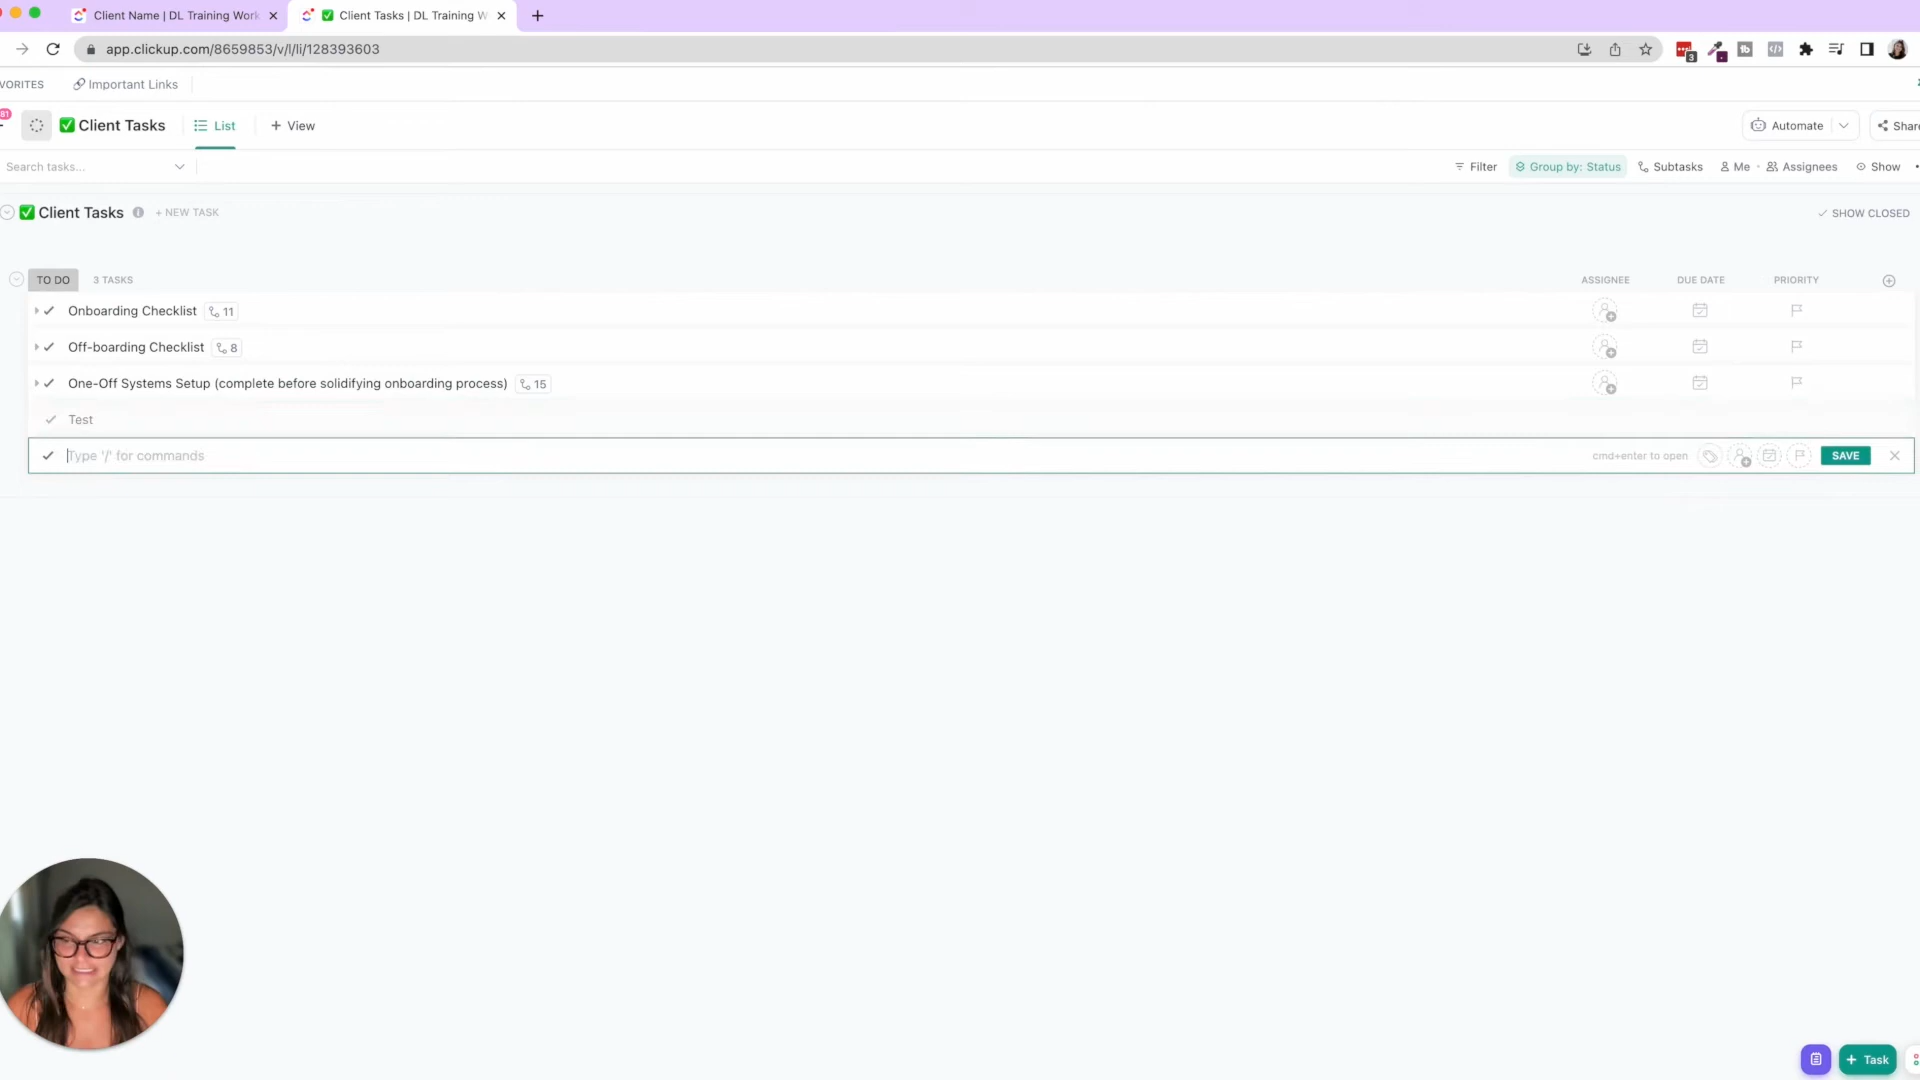 Client Name | DL Training Work
Client Tasks | DL Training W
app.clickup.com/8659853/v/l/li/128393603
3
VORITES
Important Links
81
Client Tasks
List
+ View
Automate
Share
Search tasks...
Filter
Group by: Status
Subtasks
Me
Assignees
Show
Client Tasks
+ NEW TASK
SHOW CLOSED
TO DO
3 TASKS
ASSIGNEE
DUE DATE
PRIORITY
Onboarding Checklist
11
Off-boarding Checklist
8
One-Off Systems Setup (complete before solidifying onboarding process)
15
Test
Type '/' for commands
cmd+enter to open
SAVE
+ Task